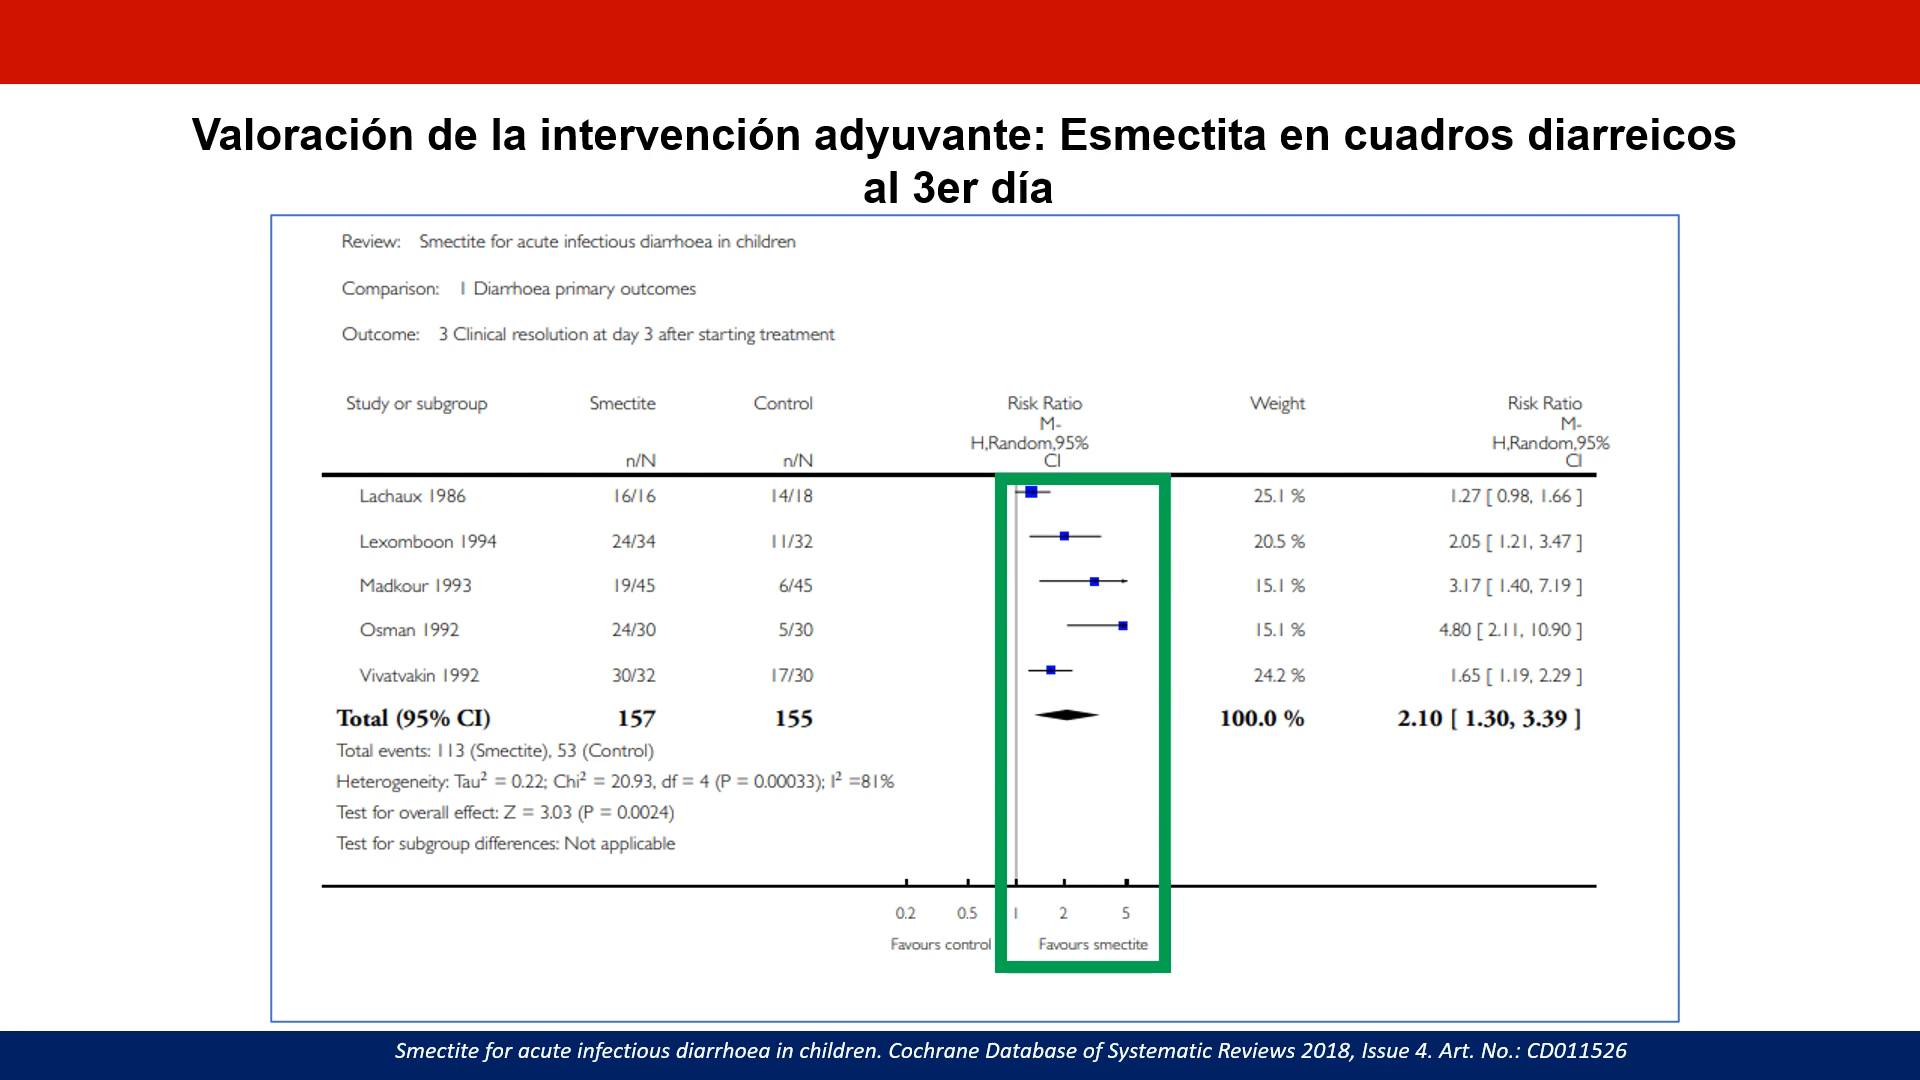 Valoración de la intervención adyuvante: Esmectita en cuadros diarreicos
al 3er día
Review: Smectite for acute infectious diarrhoea in children
Comparison: 1 Diarrhoea primary outcomes
Outcome: 3 Clinical resolution at day 3 after starting treatment
Study or subgroup Smectite Control Risk Ratio Weight Risk Ratio
M- M-
H,Random,95% H,Random,95%
n/N n/N CI CI
Lachaux 1986 16/16 14/18 25.1 % 1.27 [ 0.98, 1.66 ]
Lexomboon 1994 24/34 11/32 20.5 % 2.05 [ 1.21, 3.47 ]
Madkour 1993 19/45 6/45 15.1 % 3.17 [ 1.40, 7.19 ]
Osman 1992 24/30 5/30 15.1 % 4.80 [ 2.11, 10.90 ]
Vivatvakin 1992 30/32 17/30 24.2 % 1.65 [ 1.19, 2.29 ]
Total (95% CI) 157 155 100.0 % 2.10 [ 1.30, 3.39 ]
Total events: 113 (Smectite), 53 (Control)
Heterogeneity: Tau² = 0.22; Chi² = 20.93, df = 4 (P = 0.00033); I² =81%
Test for overall effect: Z = 3.03 (P = 0.0024)
Test for subgroup differences: Not applicable
0.2 0.5 1 2 5
Favours control Favours smectite
Smectite for acute infectious diarrhoea in children. Cochrane Database of Systematic Reviews 2018, Issue 4. Art. No.: CD011526